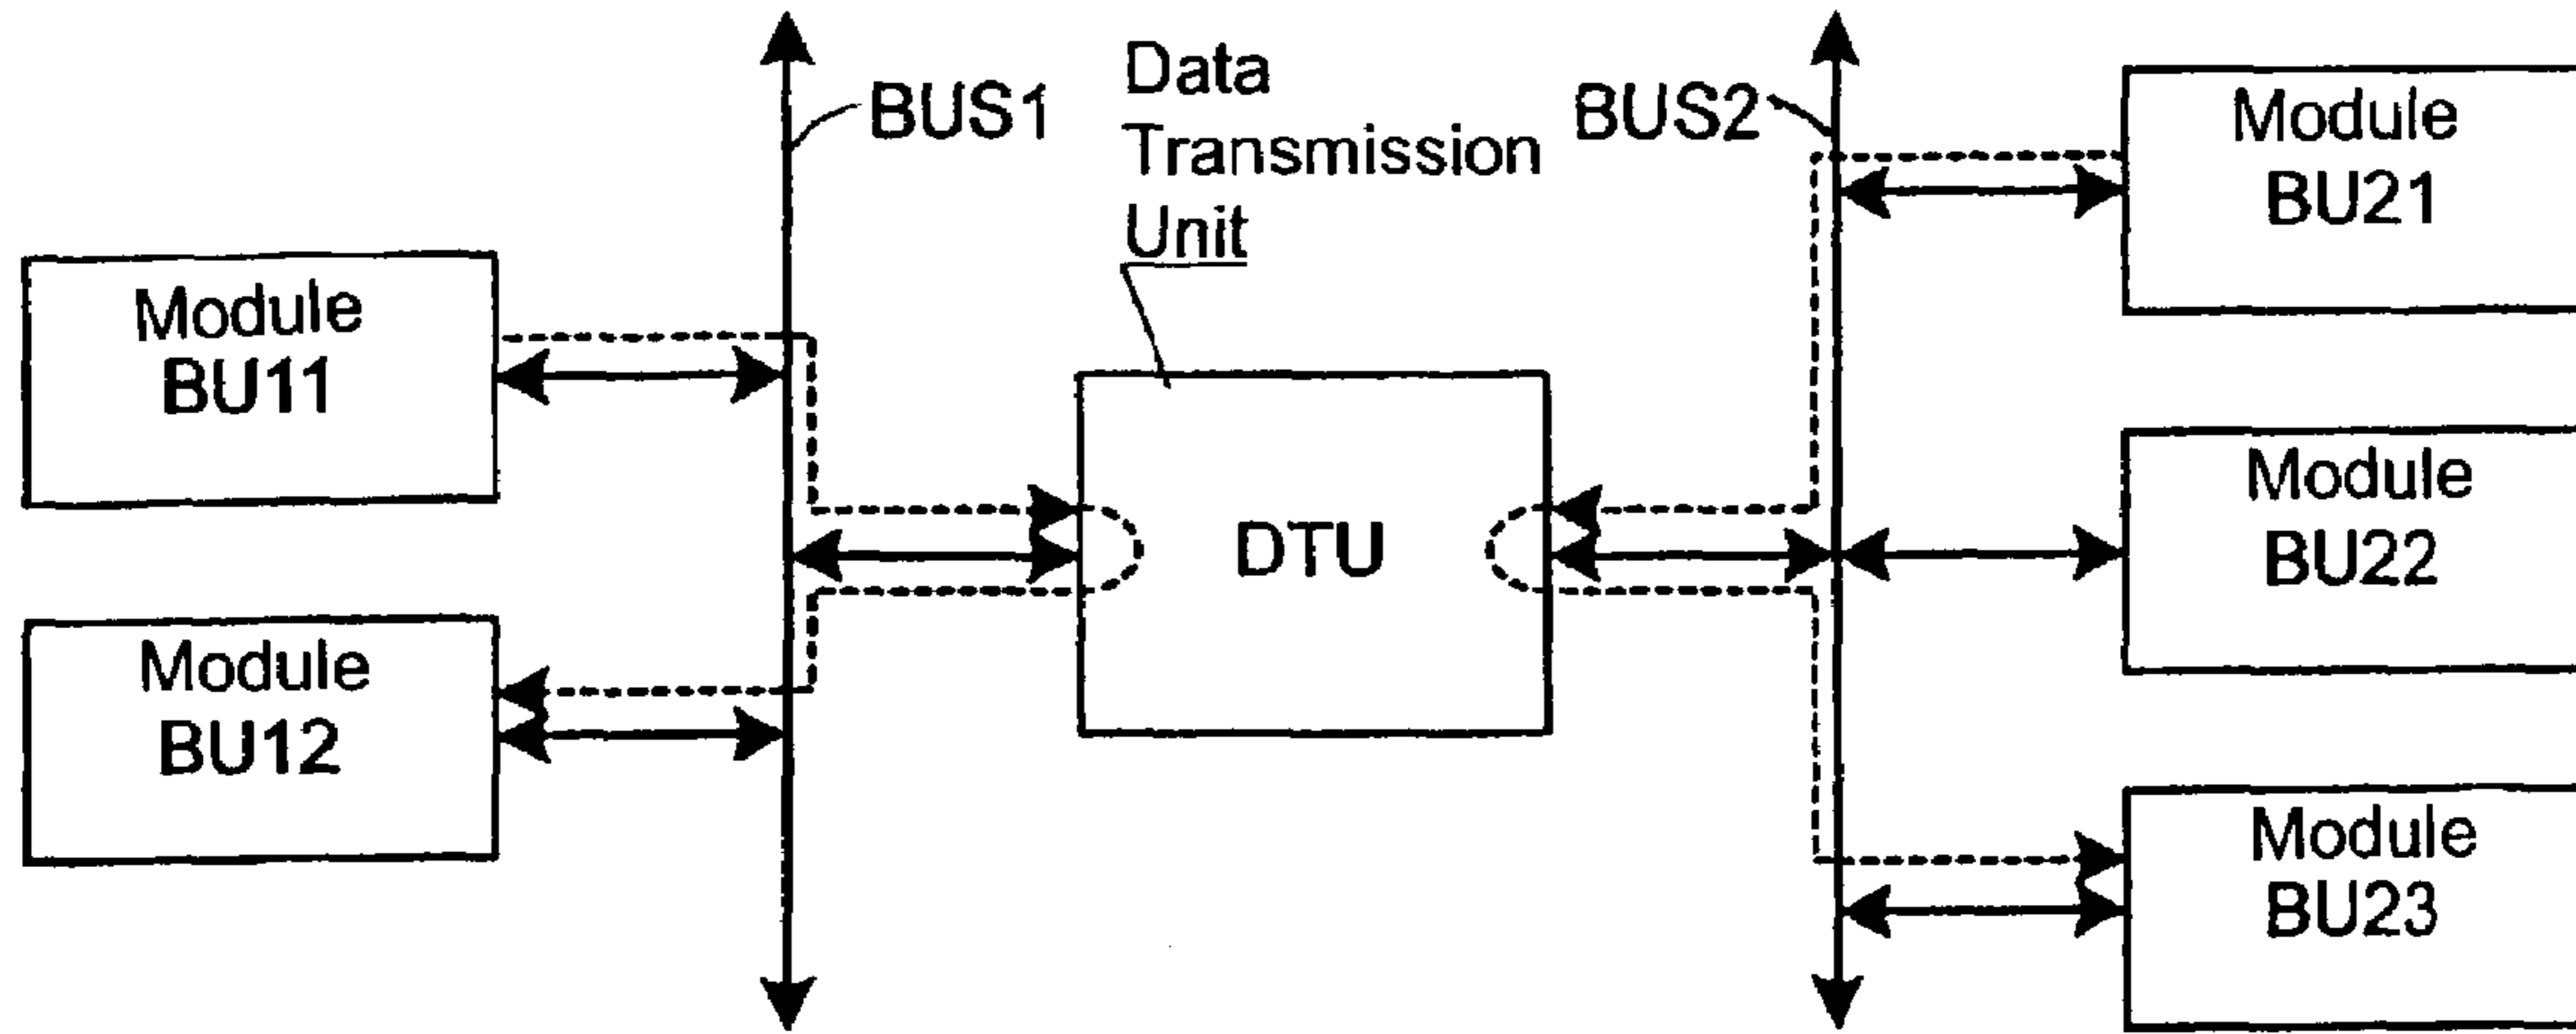 Data
Transmission
Unit
BUS1
BUS2
Module
BU11
Module
BU12
DTU
Module
BU21
Module
BU22
Module
BU23